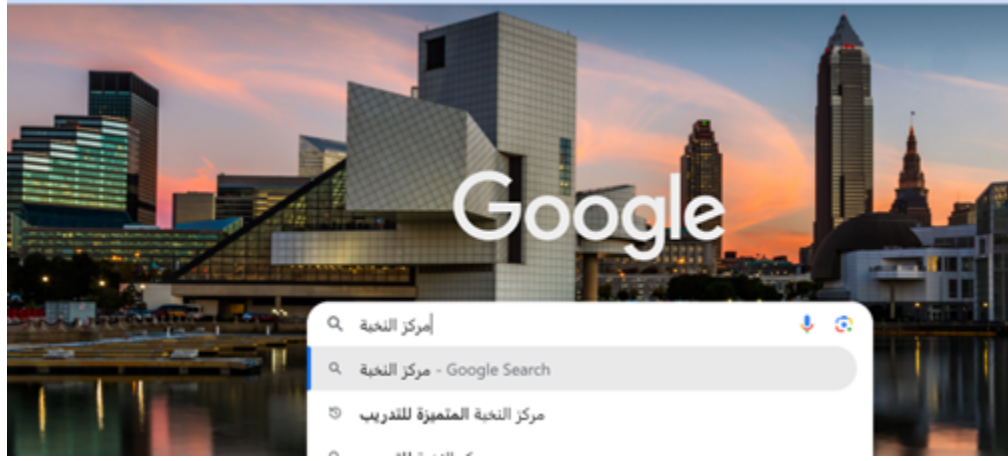 Google
مركز النخبة
مركز النخبة - Google Search
مركز النخبة المتميزة للتدريب